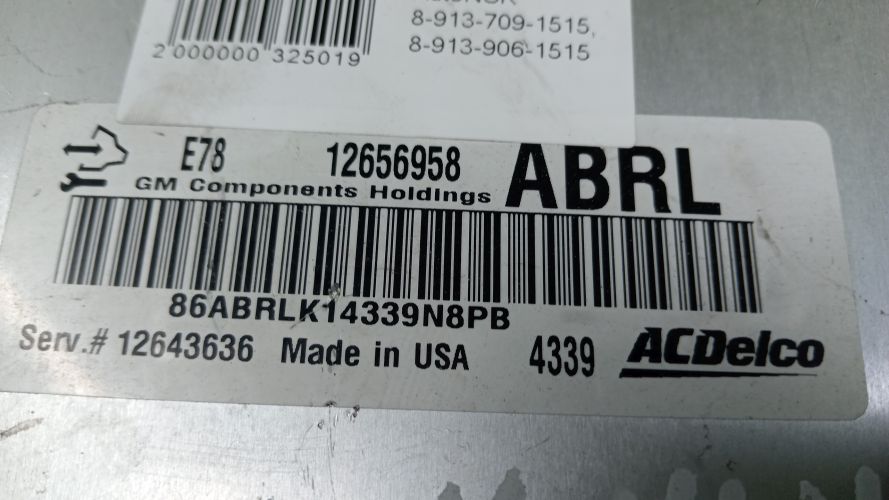 8-913-709-1515,
2 000000 325019
8-913-906-1515
E78 12656958 ABRL
GM Components Holdings
86ABRLK14339N8PB
Serv.# 12643636 Made in USA 4339 ACDelco